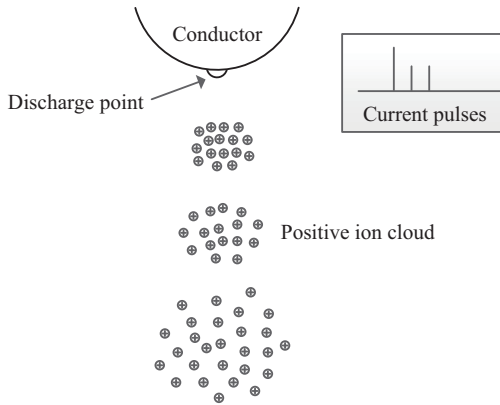 Conductor
Discharge point
Current pulses
Positive ion cloud